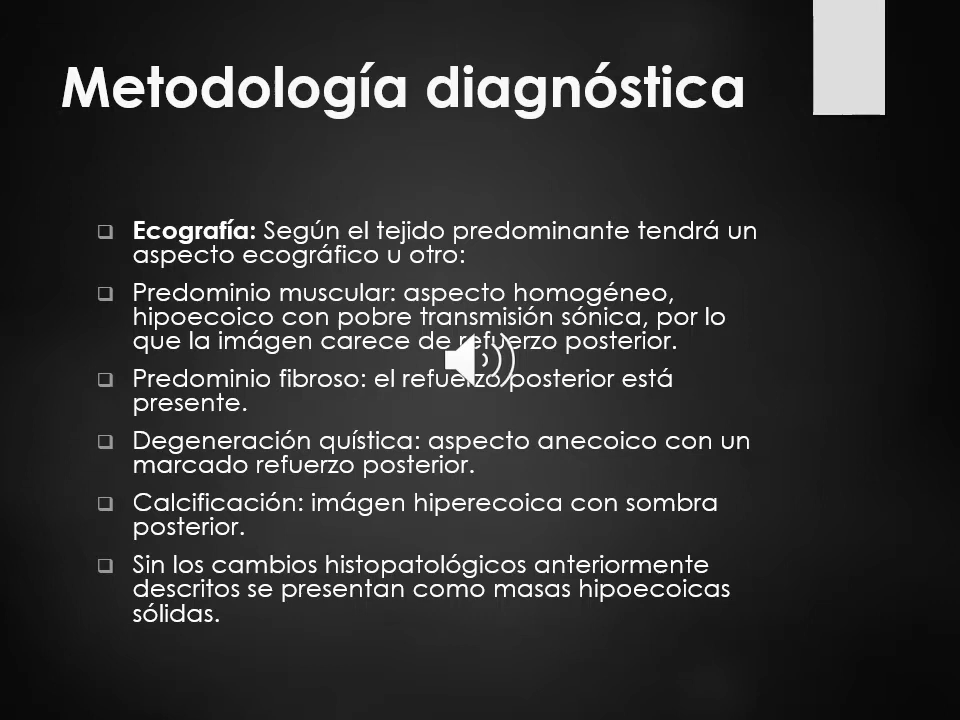 Metodología diagnóstica
Ecografía: Según el tejido predominante tendrá un
aspecto ecográfico u otro:
Predominio muscular: aspecto homogéneo,
hipoecoico con pobre transmisión sónica, por lo
que la imágen carece de refuerzo posterior.
Predominio fibroso: el refuerzo posterior está
presente.
Degeneración quística: aspecto anecoico con un
marcado refuerzo posterior.
Calcificación: imágen hiperecoica con sombra
posterior.
Sin los cambios histopatológicos anteriormente
descritos se presentan como masas hipoecoicas
sólidas.